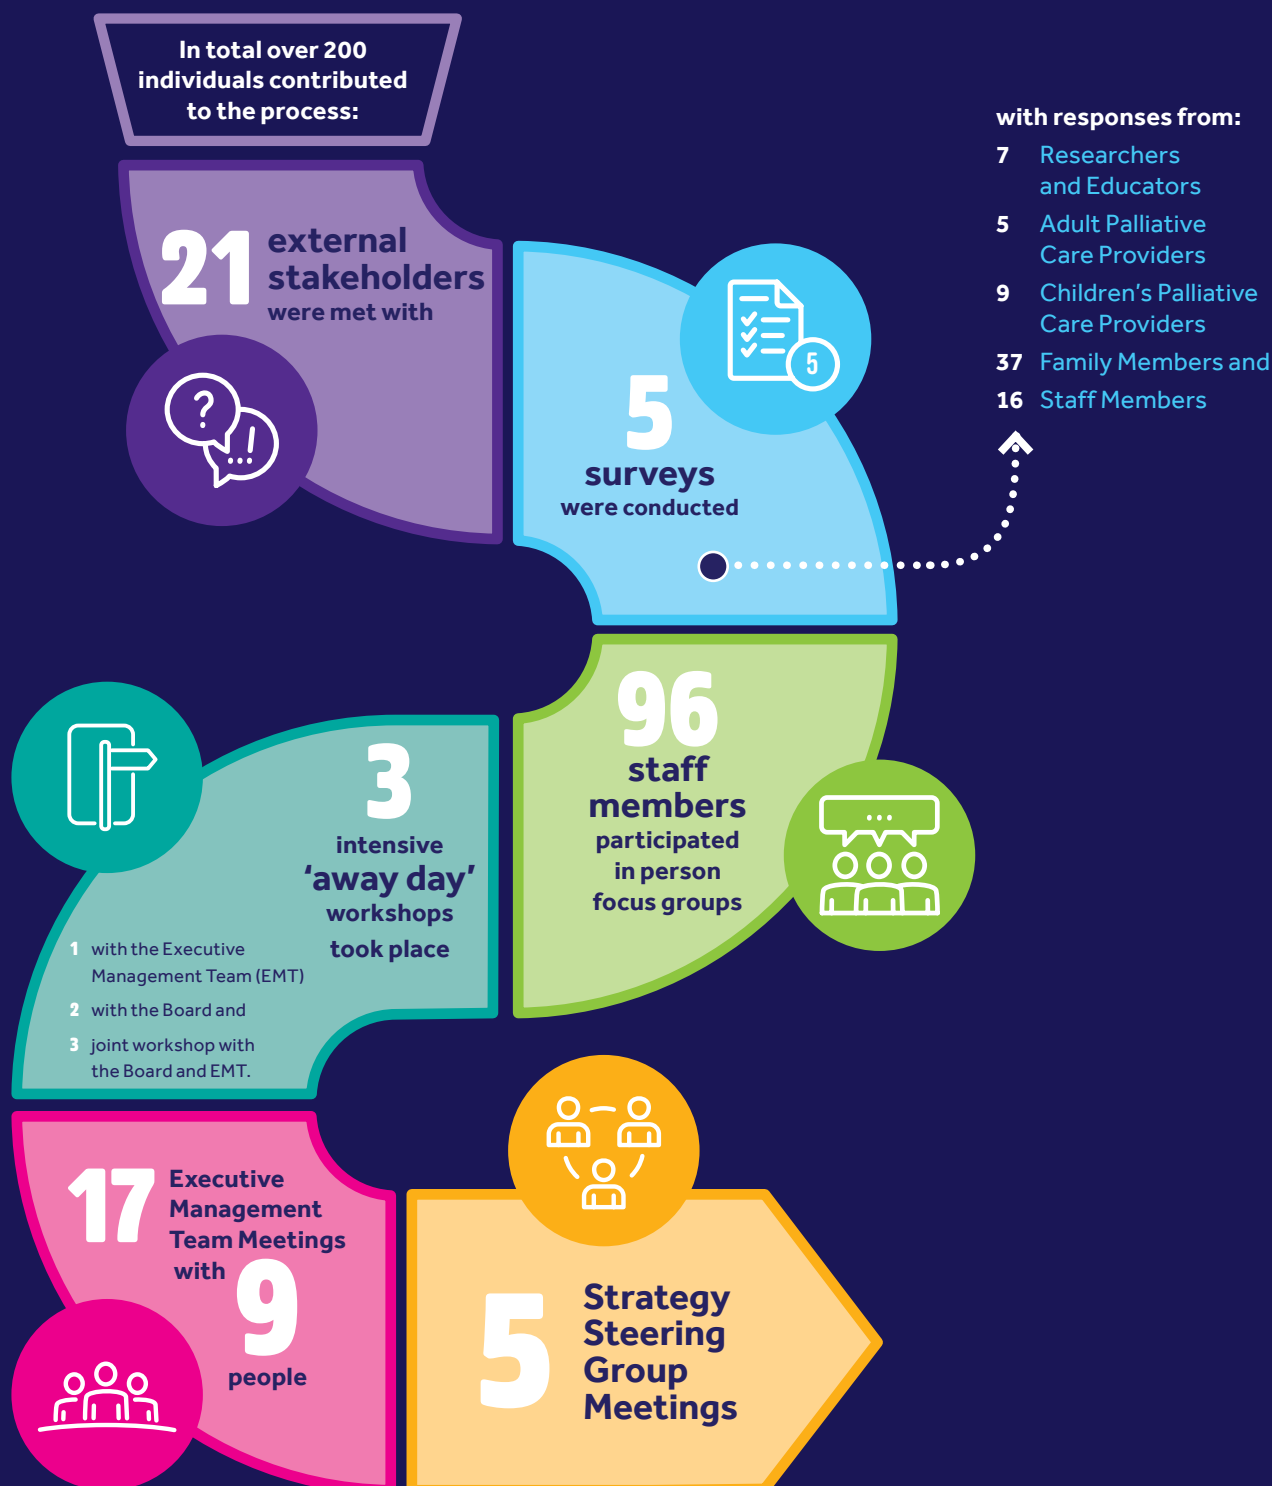 In total over 200
individuals contributed
to the process:
21
external
stakeholders
were met with
?
!
...
5
5
surveys
were conducted
with responses from:
7 Researchers
and Educators
5 Adult Palliative
Care Providers
9 Children's Palliative
Care Providers
37 Family Members and
16 Staff Members
96
staff
members
participated
in person
focus groups
...
3
intensive
‘away day’
workshops
took place
1 with the Executive
Management Team (EMT)
2 with the Board and
3 joint workshop with
the Board and EMT.
17
Executive
Management
Team Meetings
with
9
people
5
Strategy
Steering
Group
Meetings